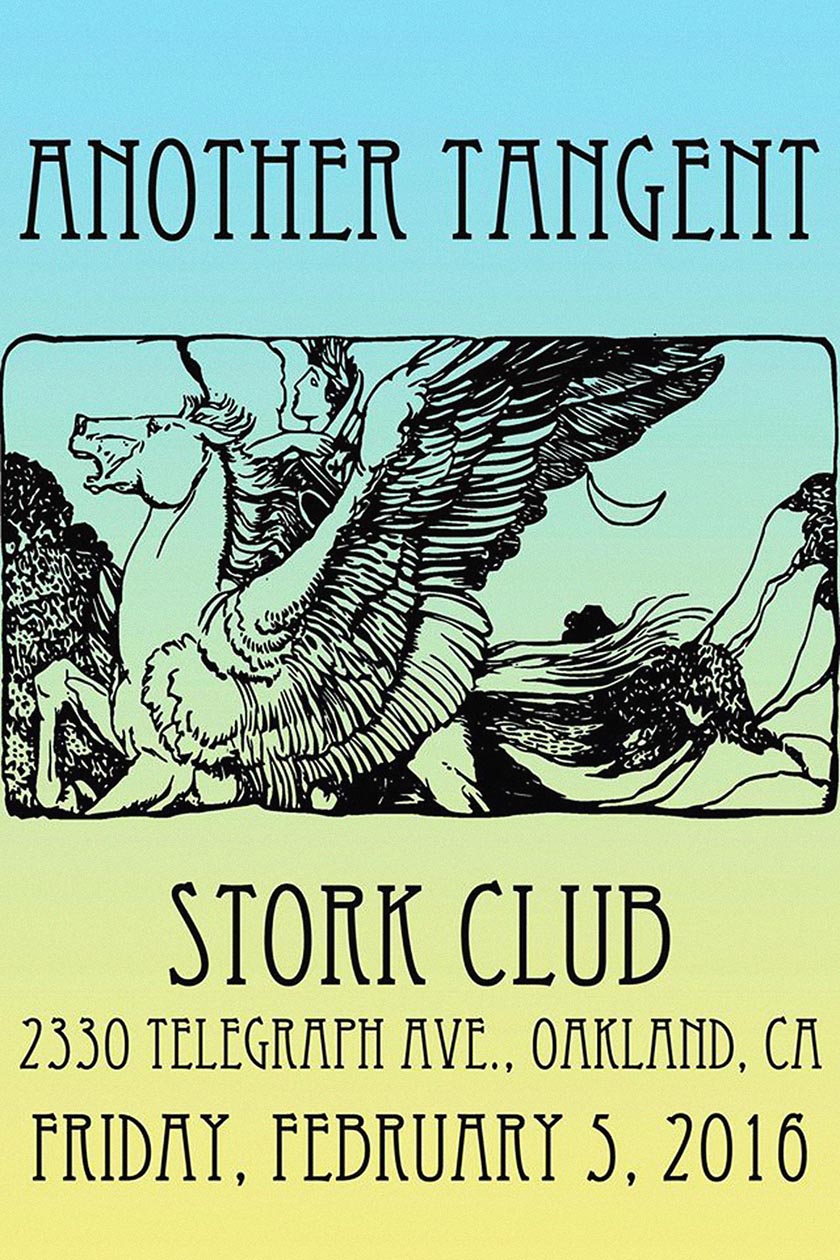 ANOTHER TANGENT
STORK CLUB
2330 TELEGRAPH AVE., OAKLAND, CA
FRIDAY, FEBRUARY 5, 2016